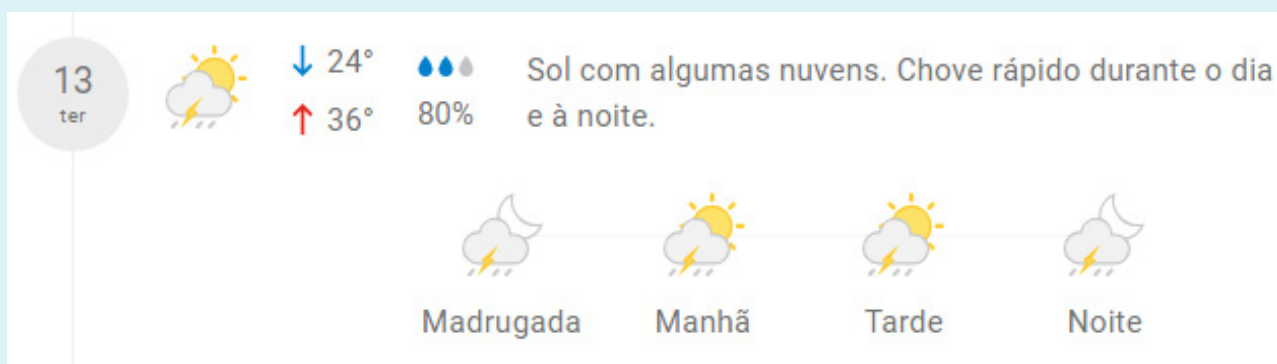 13
ter
↓ 24°
↑ 36°
80%
Sol com algumas nuvens. Chove rápido durante o dia
e à noite.
Madrugada Manhã Tarde Noite